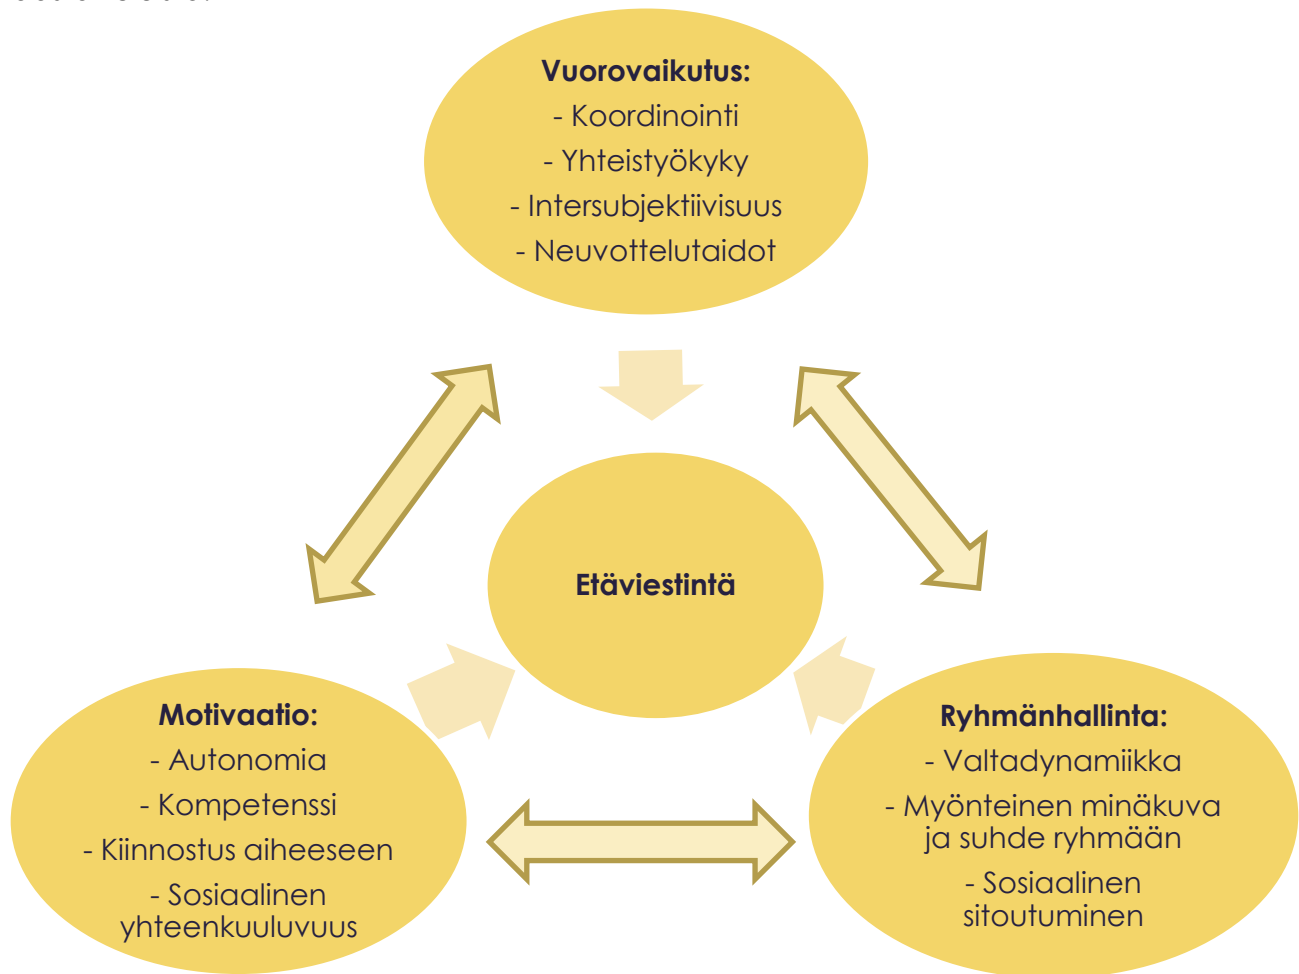 Vuorovaikutus:
- Koordinointi
- Yhteistyökyky
- Intersubjektiivisuus
- Neuvottelutaidot
Etäviestintä
Motivaatio:
- Autonomia
- Kompetenssi
- Kiinnostus aiheeseen
- Sosiaalinen
yhteenkuuluvuus
Ryhmänhallinta:
- Valtadynamiikka
- Myönteinen minäkuva
ja suhde ryhmään
- Sosiaalinen
sitoutuminen